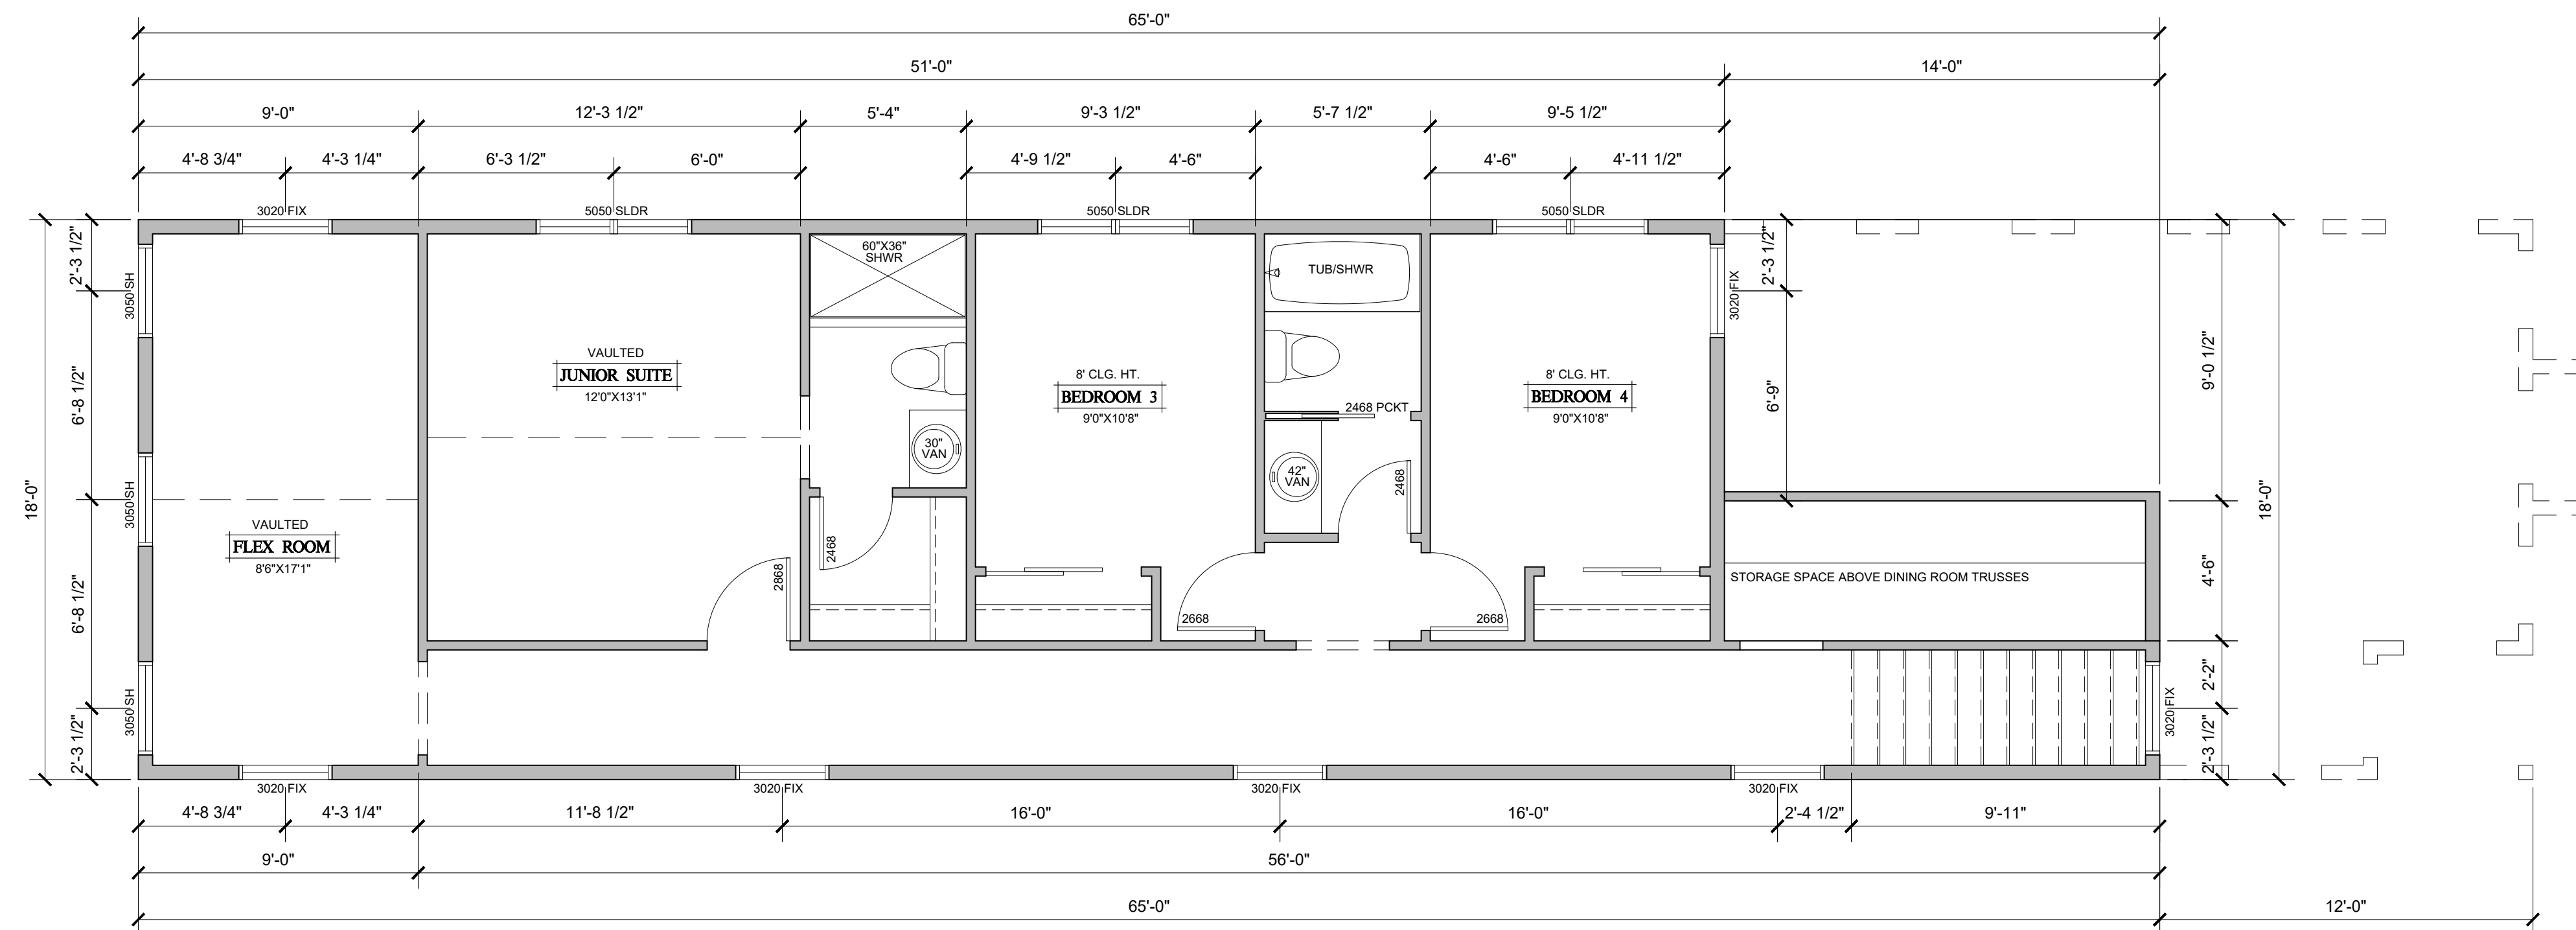 65'-0"
51'-0"
14'-0"
9'-0"
12'-3 1/2"
5'-4"
9'-3 1/2"
5'-7 1/2"
9'-5 1/2"
4'-8 3/4"
4'-3 1/4"
6'-3 1/2"
6'-0"
4'-9 1/2"
4'-6"
4'-6"
4'-11 1/2"
3020 FIX
5050 SLDR
5050 SLDR
5050 SLDR
18'-0"
2'-3 1/2"
6'-8 1/2"
6'-8 1/2"
2'-3 1/2"
3050 SH
3050 SH
3050 SH
VAULTED
FLEX ROOM
8'6"X17'1"
VAULTED
JUNIOR SUITE
12'0"X13'1"
2868
60"X36"
SHWR
30"
VAN
2468
8' CLG. HT.
BEDROOM 3
9'0"X10'8"
2668
TUB/SHWR
2468 PCKT
42"
VAN
2468
8' CLG. HT.
BEDROOM 4
9'0"X10'8"
2668
3020 FIX
2'-3 1/2"
6'-9"
STORAGE SPACE ABOVE DINING ROOM TRUSSES
3020 FIX
9'-0 1/2"
4'-6"
2'-2"
2'-3 1/2"
18'-0"
3020 FIX
3020 FIX
3020 FIX
3020 FIX
4'-8 3/4"
4'-3 1/4"
11'-8 1/2"
16'-0"
16'-0"
2'-4 1/2"
9'-11"
9'-0"
56'-0"
65'-0"
12'-0"